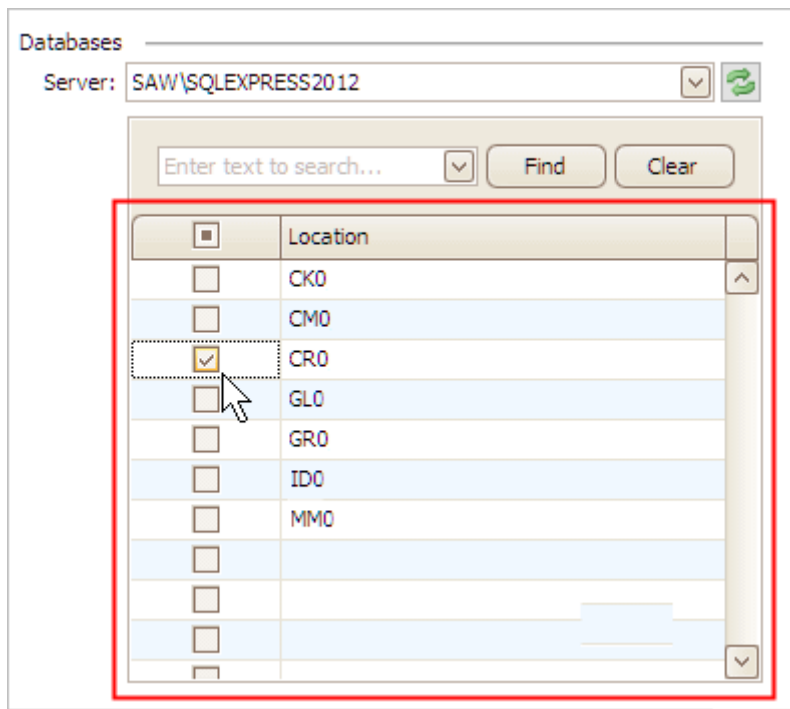 Databases
Server: SAW\SQLEXPRESS2012
Enter text to search... Find Clear
Location
CK0
CM0
CR0
GL0
GR0
ID0
MM0